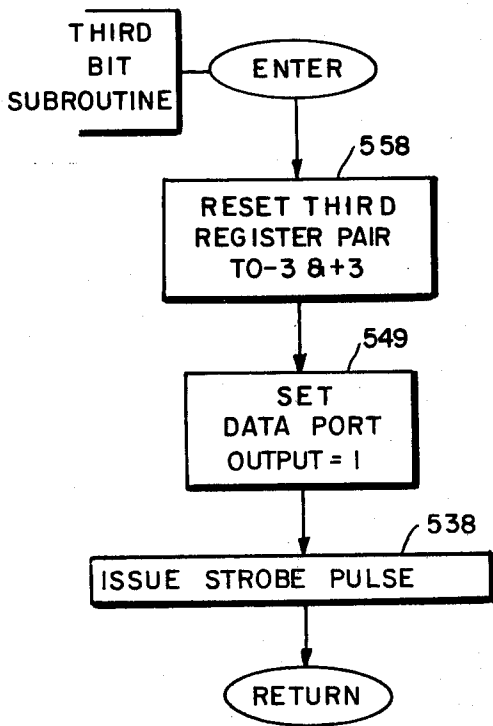 THIRD
BIT
SUBROUTINE
ENTER
558
RESET THIRD
REGISTER PAIR
TO-3 &+3
549
SET
DATA PORT
OUTPUT = 1
538
ISSUE STROBE PULSE
RETURN